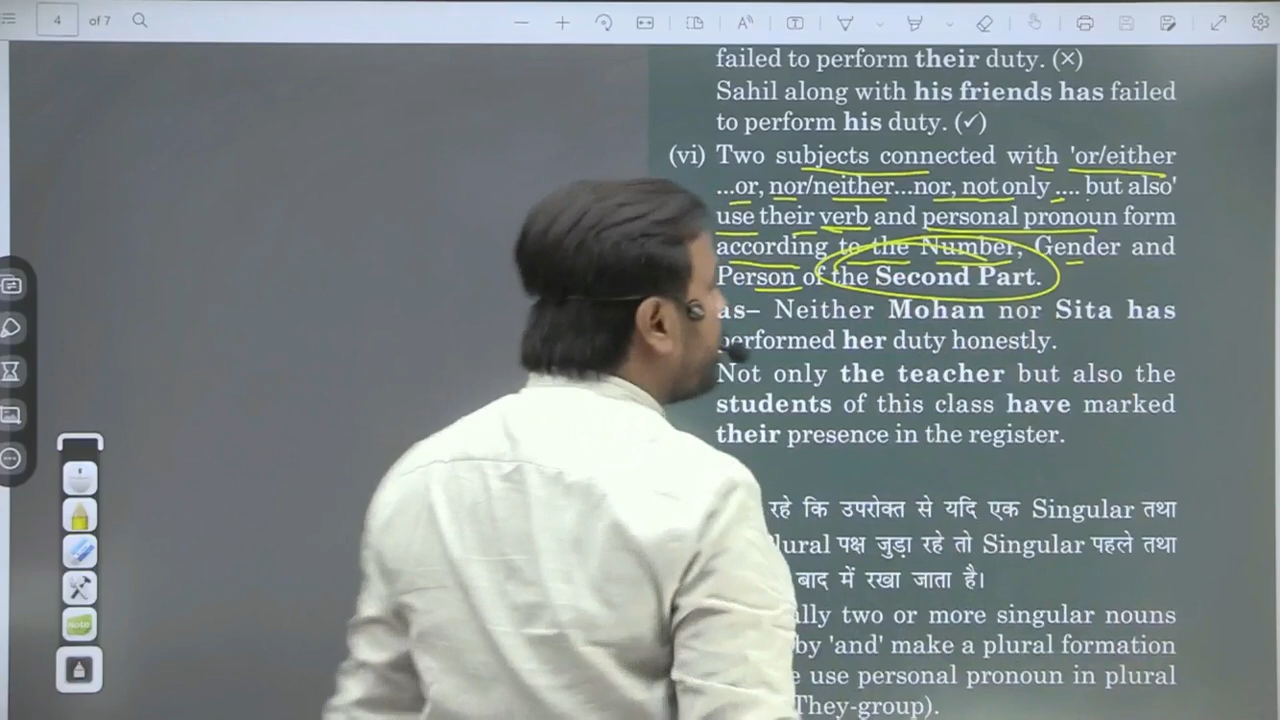 4 of 7
failed to perform their duty. (×)
Sahil along with his friends has failed
to perform his duty. (✓)
(vi) Two subjects connected with 'or/either
...or, nor/neither...nor, not only .... but also'
use their verb and personal pronoun form
according to the Number, Gender and
Person of the Second Part.
as– Neither Mohan nor Sita has
performed her duty honestly.
Not only the teacher but also the
students of this class have marked
their presence in the register.
रहे कि उपरोक्त से यदि एक Singular तथा
पक्ष जुड़ा रहे तो Singular पहले तथा
बाद में रखा जाता है।
two or more singular nouns
by 'and' make a plural formation
use personal pronoun in plural
They-group).
Note